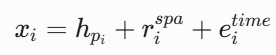 x_i = h_{p_i} + r_i^{spa} + e_i^{time}